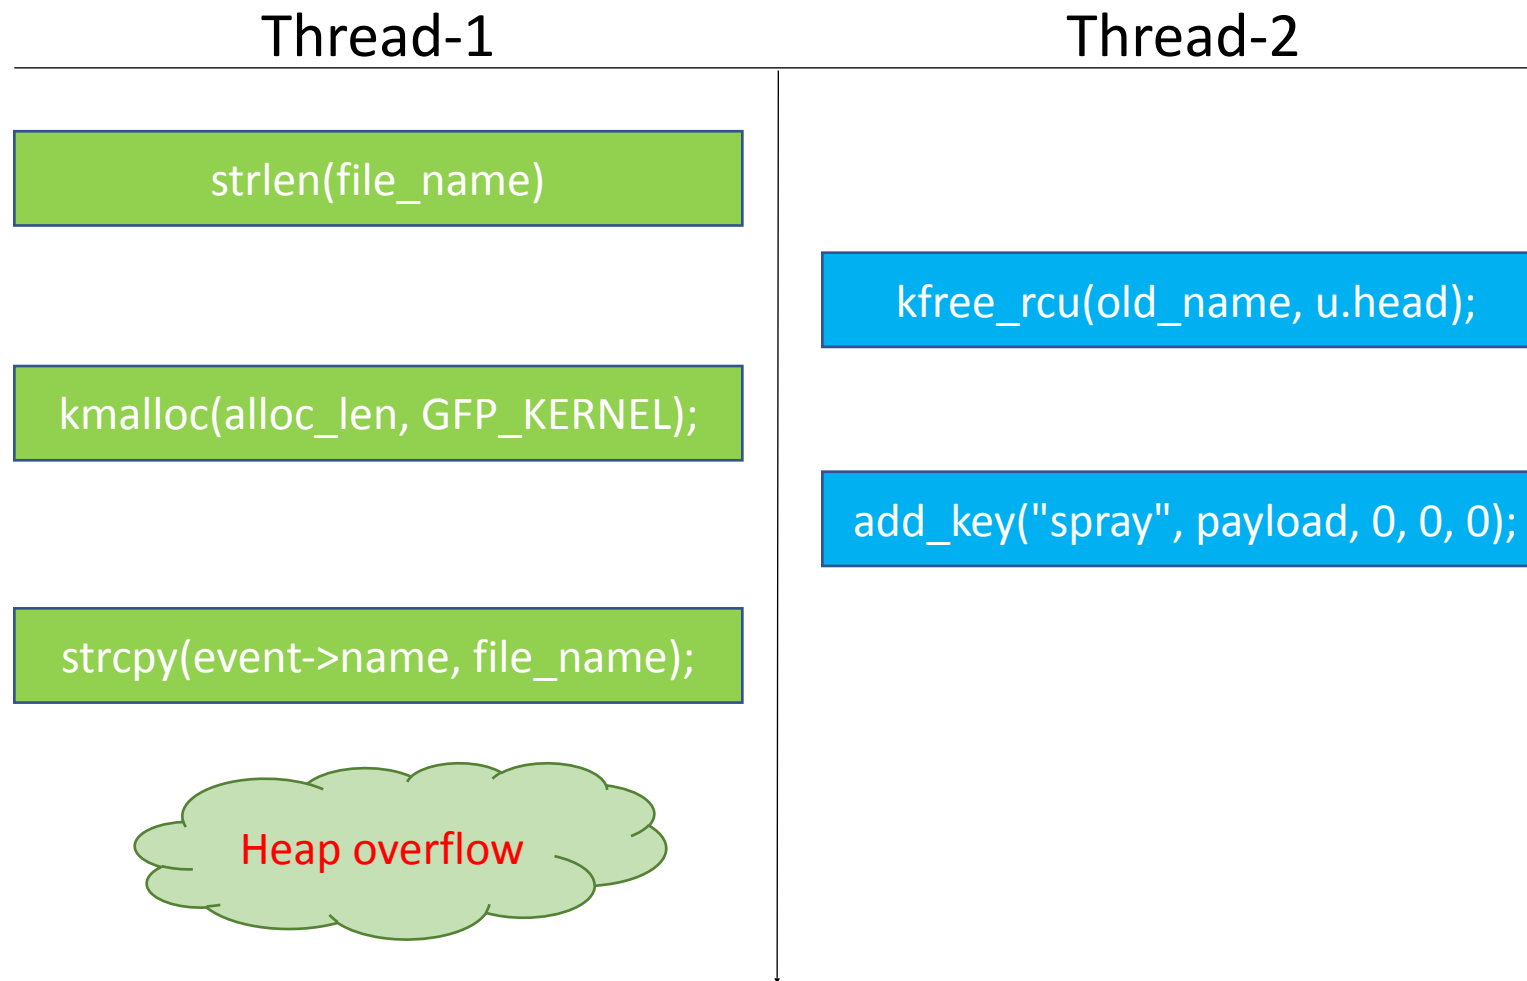 Thread-1
Thread-2
strlen(file_name)
kfree_rcu(old_name, u.head);
kmalloc(alloc_len, GFP_KERNEL);
add_key("spray", payload, 0, 0, 0);
strcpy(event->name, file_name);
Heap overflow